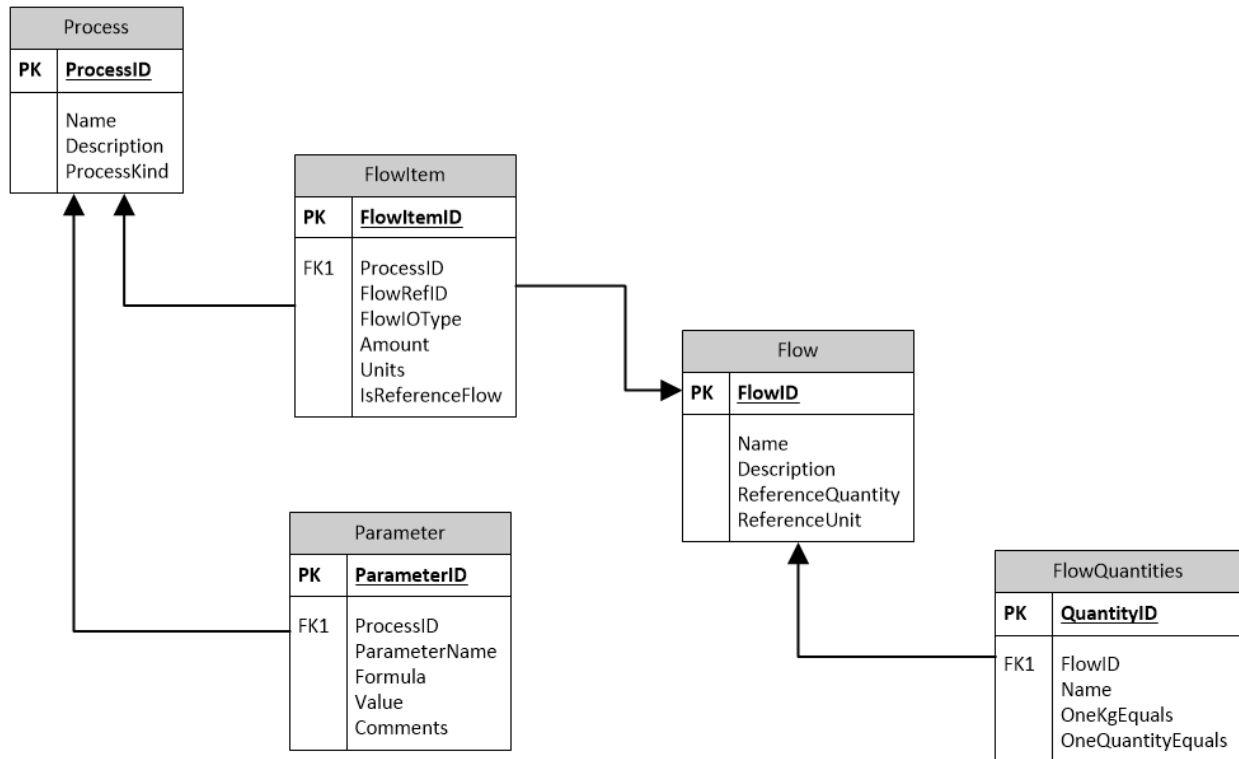 Process
PK ProcessID
Name
Description
ProcessKind
FlowItem
PK FlowItemID
FK1 ProcessID
FlowRefID
FlowIOType
Amount
Units
IsReferenceFlow
Flow
PK FlowID
Name
Description
ReferenceQuantity
ReferenceUnit
Parameter
PK ParameterID
FK1 ProcessID
ParameterName
Formula
Value
Comments
FlowQuantities
PK QuantityID
FK1 FlowID
Name
OneKgEquals
OneQuantityEquals